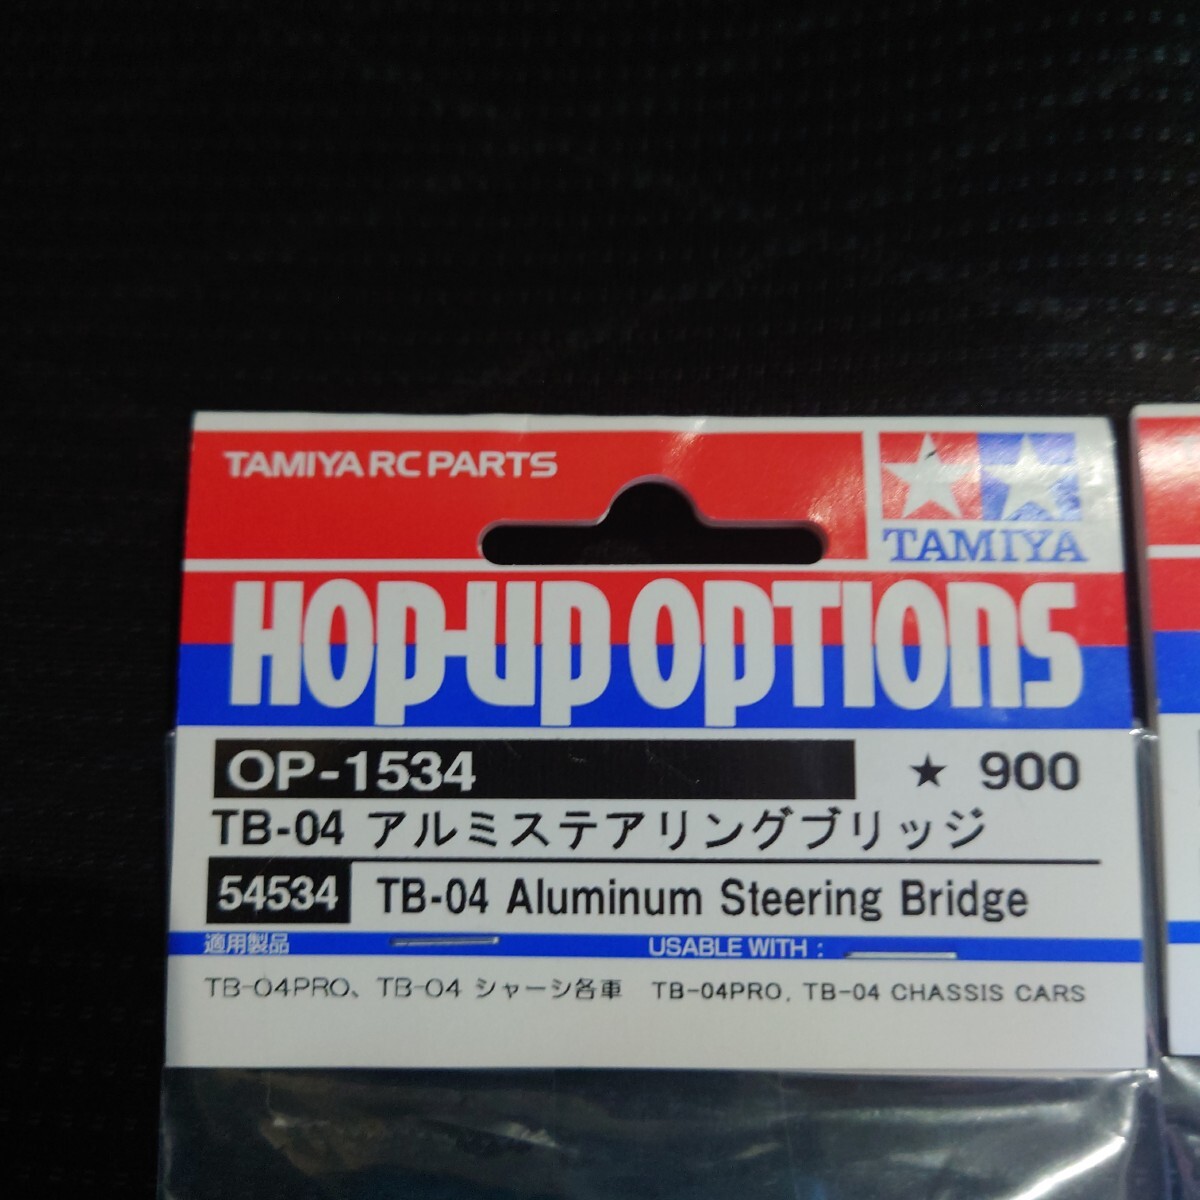 TAMIYA RC PARTS
TAMIYA
HOP-UP OPTIONS
OP-1534 ★ 900
TB-04 アルミステアリングブリッジ
54534 TB-04 Aluminum Steering Bridge
適用製品 USABLE WITH :
TB-04PRO、TB-04 シャーシ各車 TB-04PRO, TB-04 CHASSIS CARS